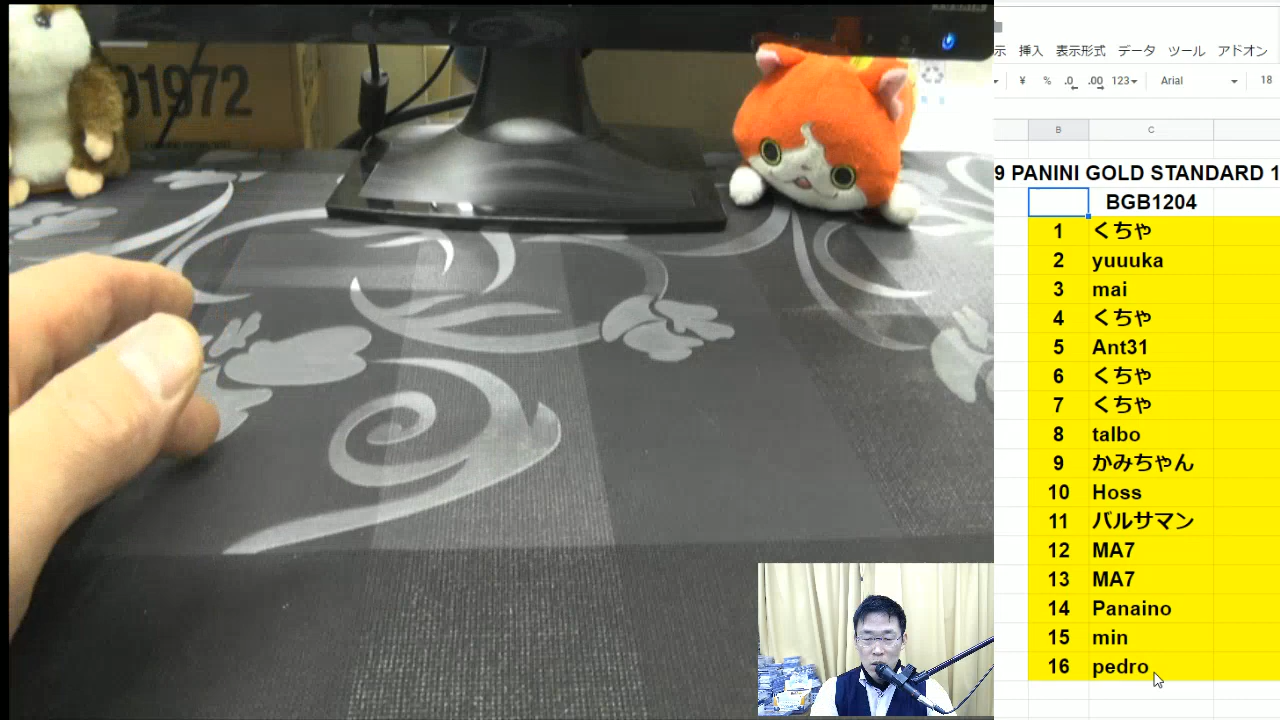 91972
示 挿入 表示形式 データ ツール アドオン
¥ % .0 .00 123 Arial 18
B C
9 PANINI GOLD STANDARD 1
BGB1204
1 くちゃ
2 yuuuka
3 mai
4 くちゃ
5 Ant31
6 くちゃ
7 くちゃ
8 talbo
9 かみちゃん
10 Hoss
11 バルサマン
12 MA7
13 MA7
14 Panaino
15 min
16 pedro